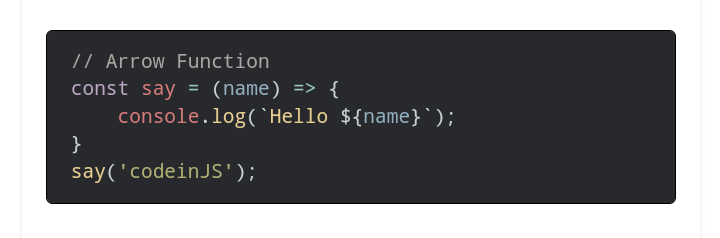 // Arrow Function
const say = (name) => {
    console.log(`Hello ${name}`);
}
say('codeinJS');